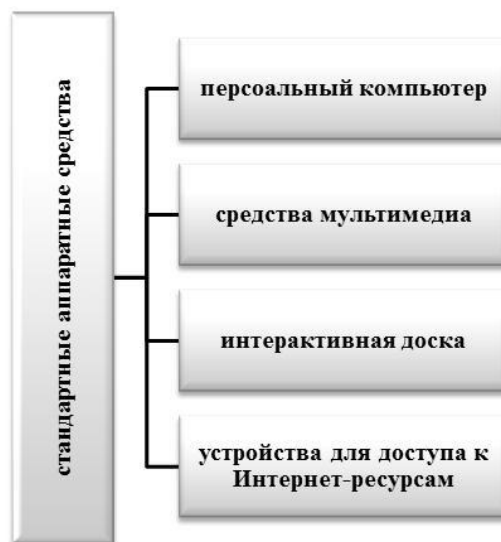 стандартные аппаратные средства
персоальный компьютер
средства мультимедиа
интерактивная доска
устройства для доступа к
Интернет-ресурсам